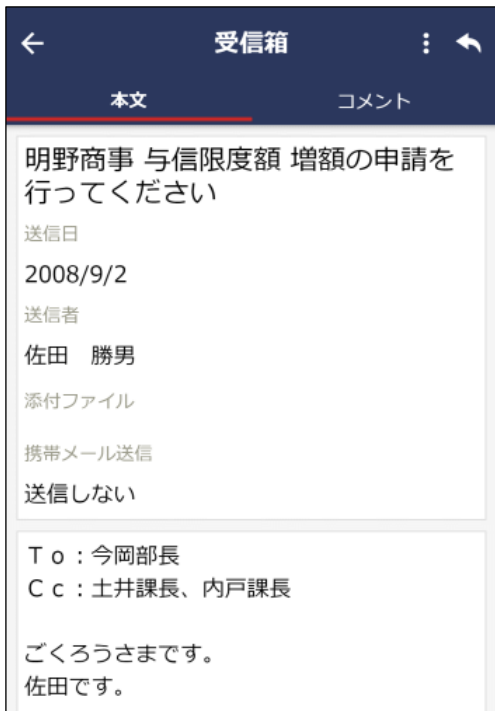 受信箱
本文
コメント
明野商事 与信限度額 増額の申請を
行ってください
送信日
2008/9/2
送信者
佐田　勝男
添付ファイル
携帯メール送信
送信しない
Ｔｏ：今岡部長
Ｃｃ：土井課長、内戸課長
ごくろうさまです。
佐田です。